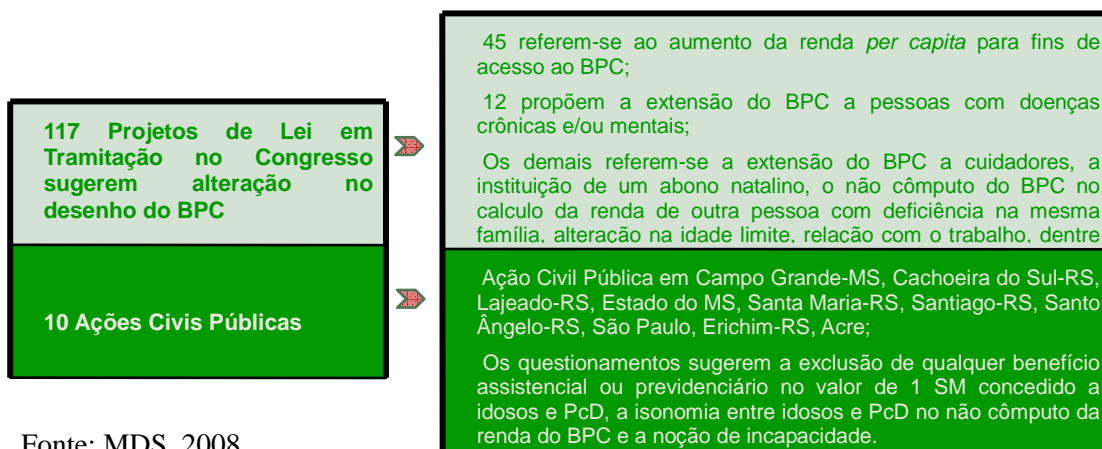 117 Projetos de Lei em
Tramitação no Congresso
sugerem alteração no
desenho do BPC
45 referem-se ao aumento da renda per capita para fins de
acesso ao BPC;
12 propõem a extensão do BPC a pessoas com doenças
crônicas e/ou mentais;
Os demais referem-se a extensão do BPC a cuidadores, a
instituição de um abono natalino, o não cômputo do BPC no
calculo da renda de outra pessoa com deficiência na mesma
família, alteração na idade limite, relação com o trabalho, dentre
10 Ações Civis Públicas
Ação Civil Pública em Campo Grande-MS, Cachoeira do Sul-RS,
Lajeado-RS, Estado do MS, Santa Maria-RS, Santiago-RS, Santo
Ângelo-RS, São Paulo, Erichim-RS, Acre;
Os questionamentos sugerem a exclusão de qualquer benefício
assistencial ou previdenciário no valor de 1 SM concedido a
idosos e PcD, a isonomia entre idosos e PcD no não cômputo da
renda do BPC e a noção de incapacidade.
Fonte: MDS, 2008